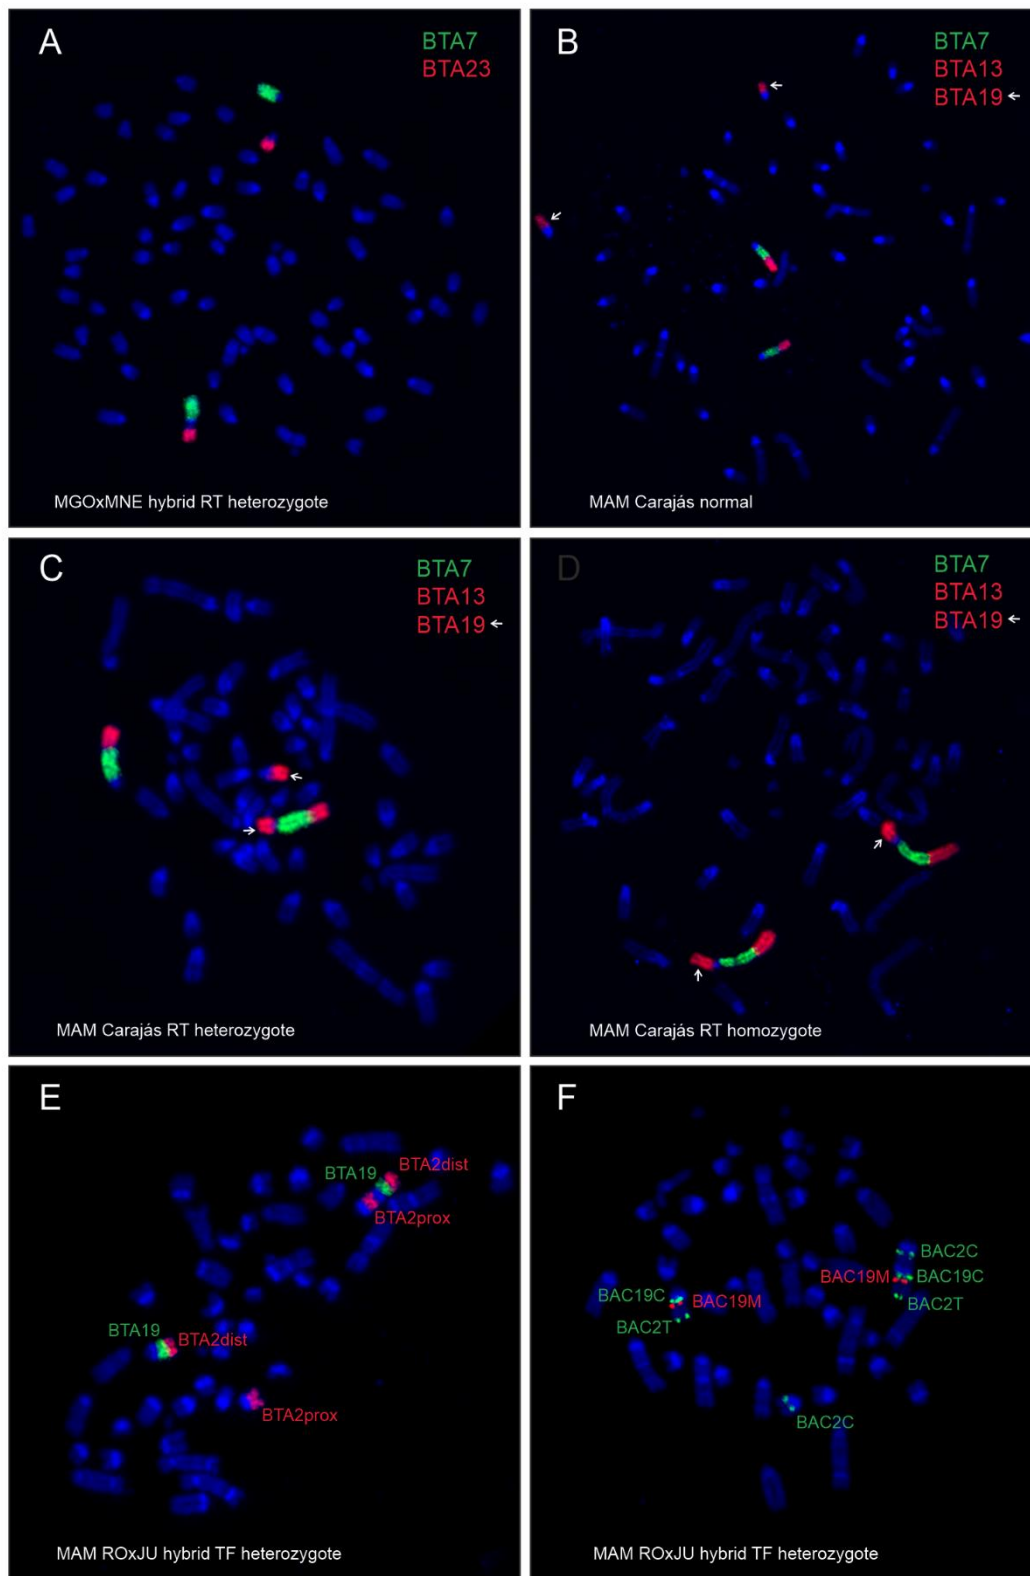 A
BTA7
BTA23
MGOxMNE hybrid RT heterozygote
B
BTA7
BTA13
BTA19
MAM Carajás normal
C
BTA7
BTA13
BTA19
MAM Carajás RT heterozygote
D
BTA7
BTA13
BTA19
MAM Carajás RT homozygote
E
BTA19
BTA2dist
BTA2prox
BTA19
BTA2dist
BTA2prox
MAM ROxJU hybrid TF heterozygote
F
BAC2C
BAC19M
BAC19C
BAC2T
BAC19C
BAC19M
BAC2T
BAC2C
MAM ROxJU hybrid TF heterozygote